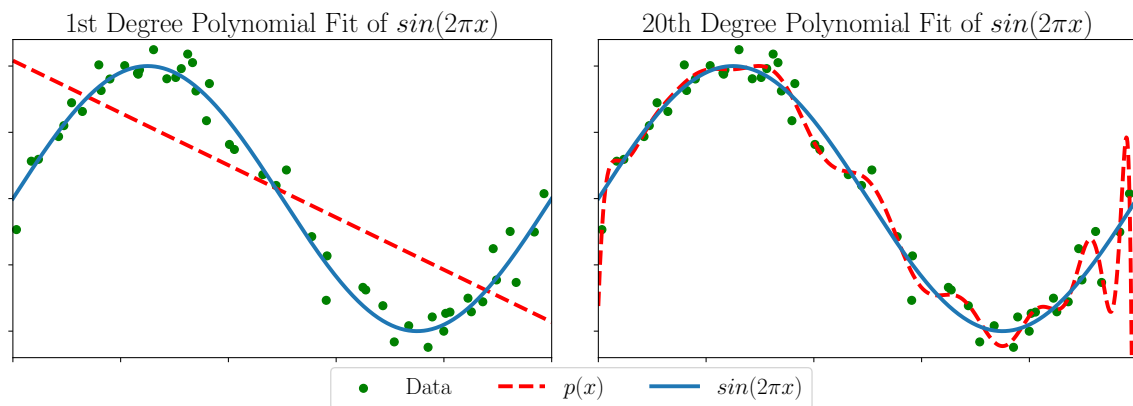 1st Degree Polynomial Fit of sin(2πx)
20th Degree Polynomial Fit of sin(2πx)
Data p(x) sin(2πx)